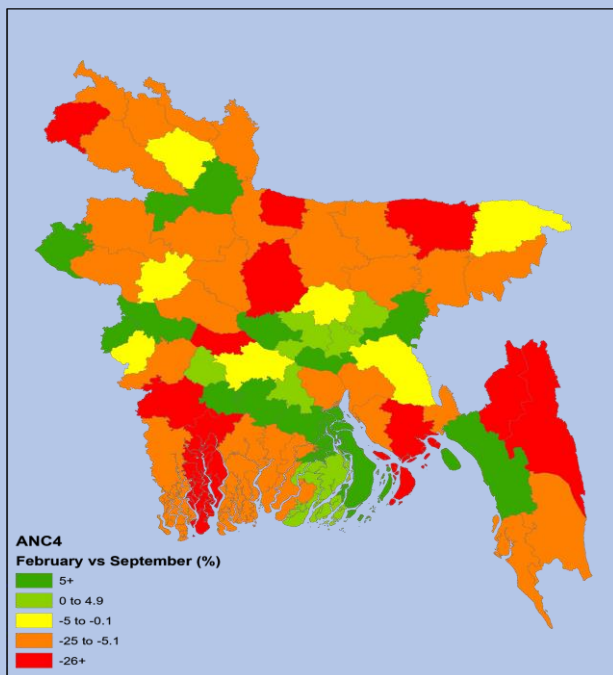 ANC4
February vs September (%)
5+
0 to 4.9
-5 to -0.1
-25 to -5.1
-26+